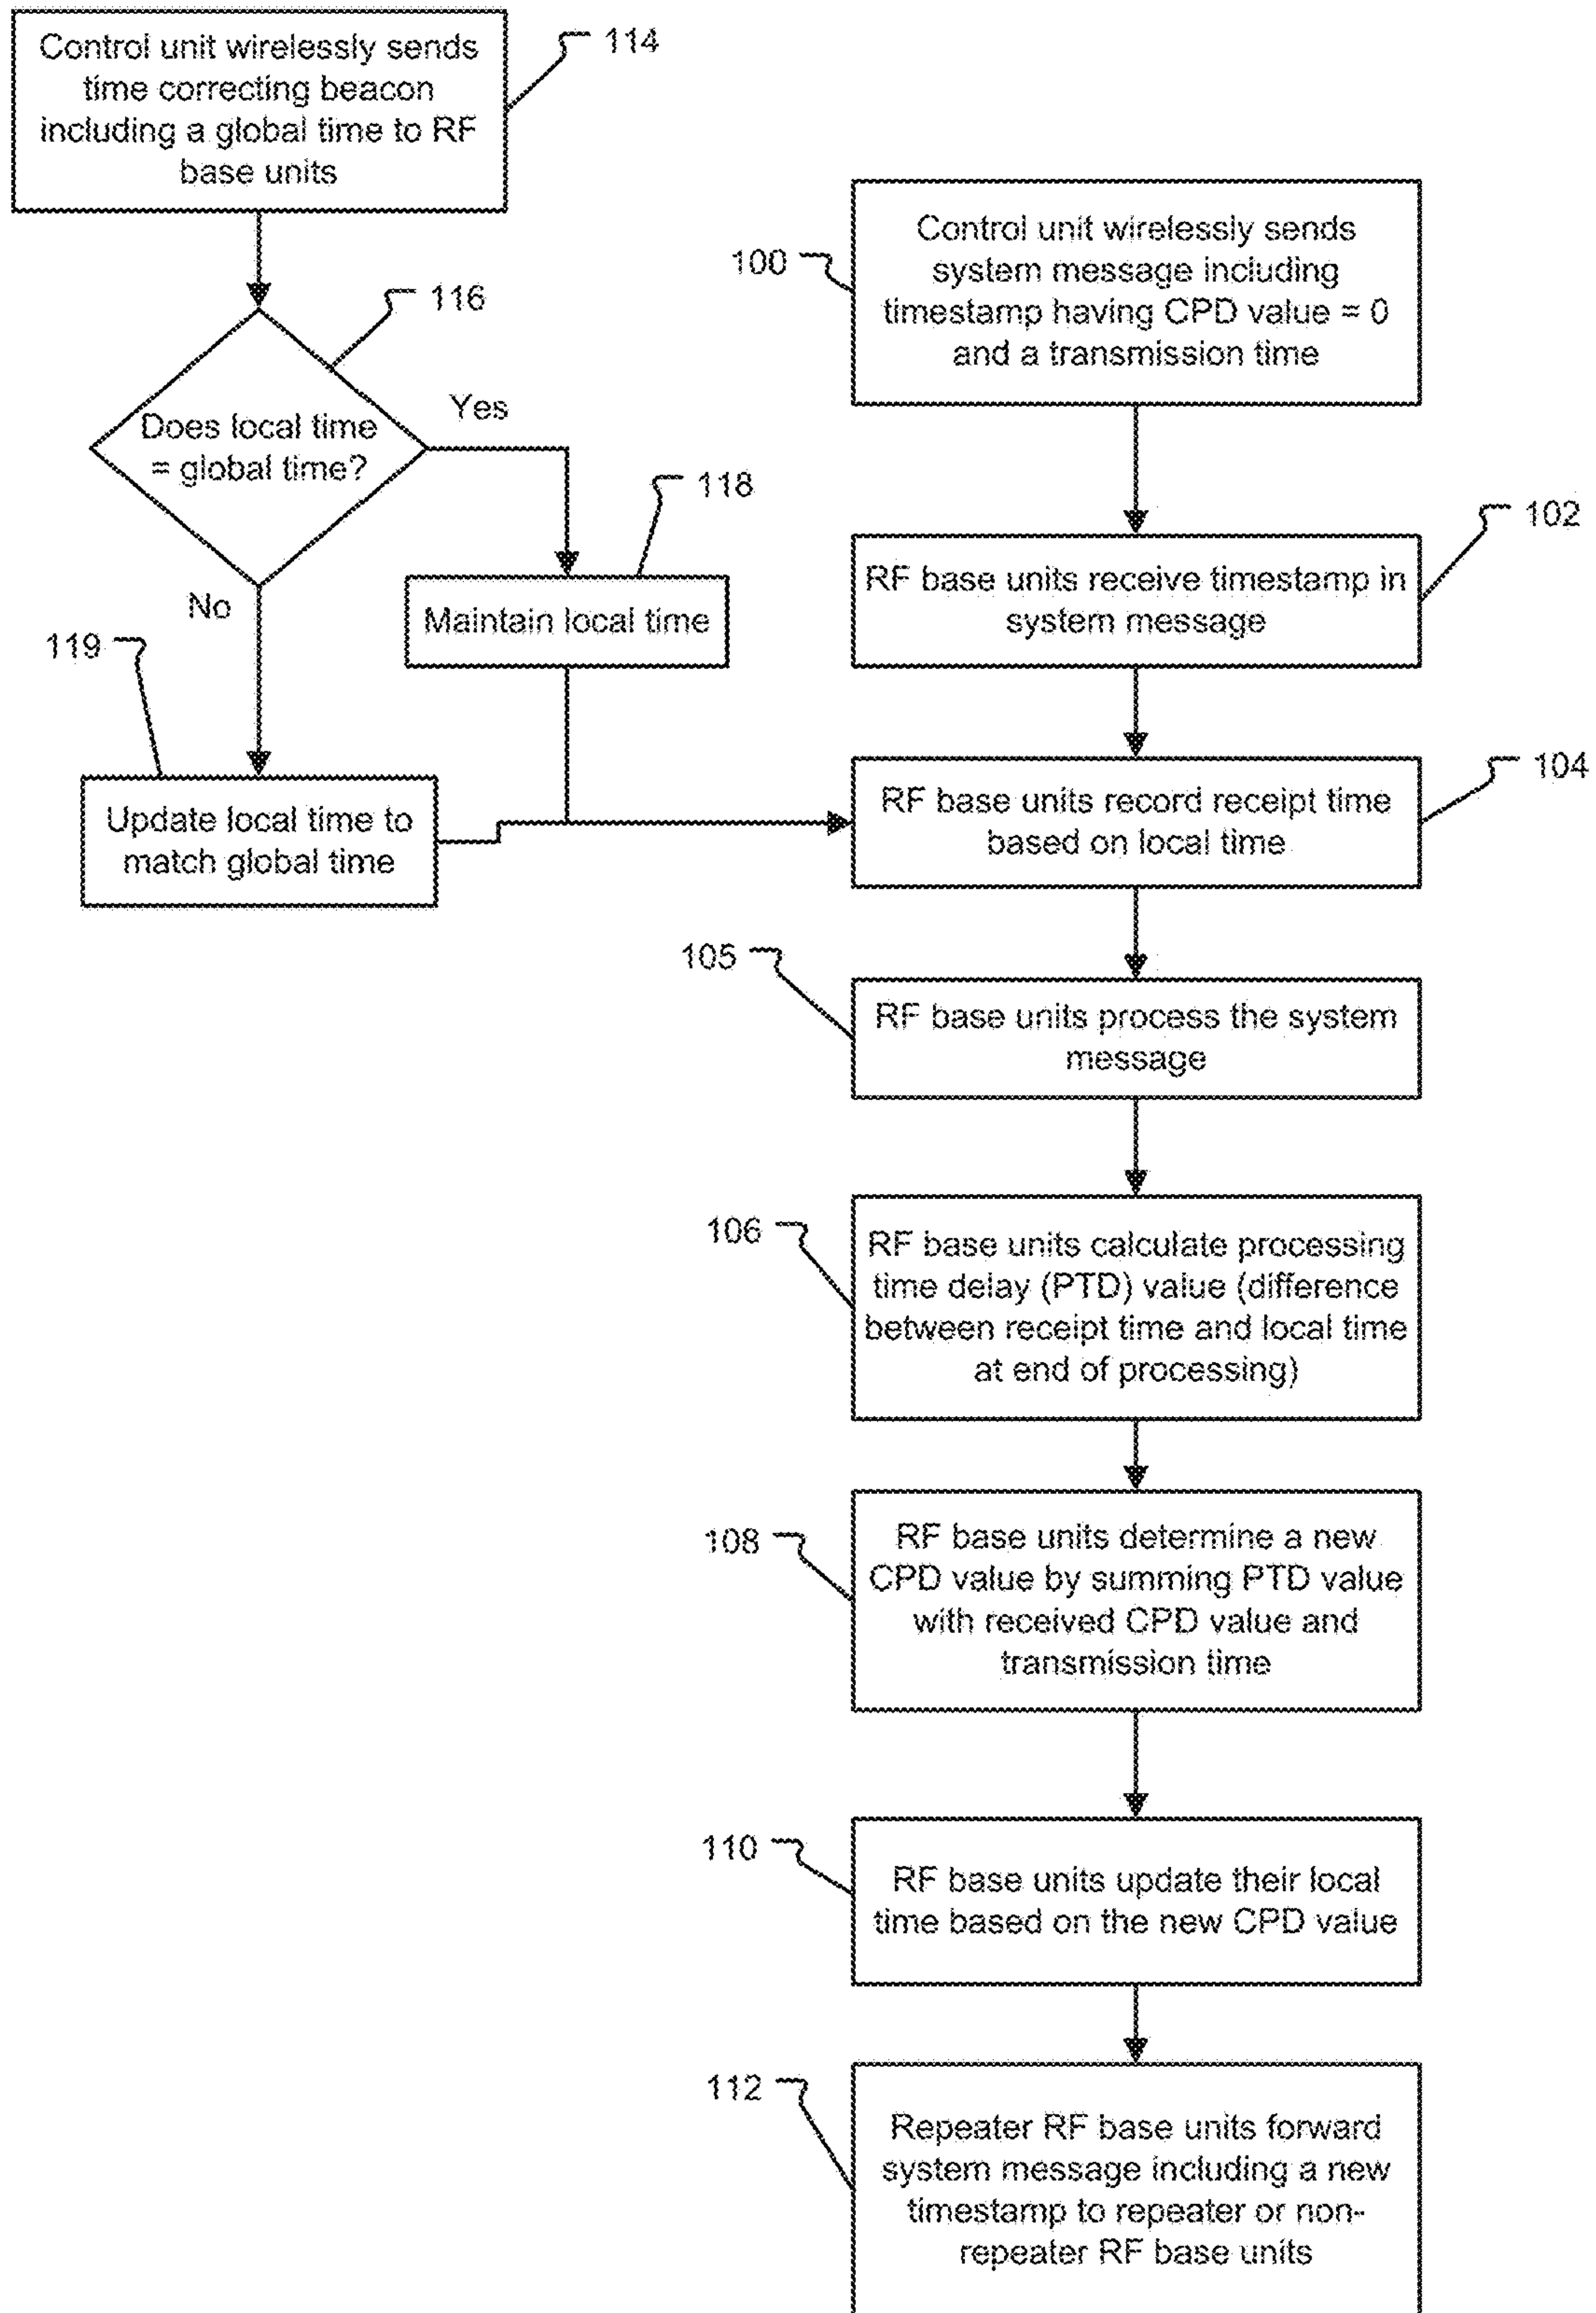 Control unit wirelessly sends
time correcting beacon
including a global time to RF
base units
114
116
Does local time
= global time?
Yes
No
118
Maintain local time
119
Update local time to
match global time
100
Control unit wirelessly sends
system message including
timestamp having CPD value = 0
and a transmission time
102
RF base units receive timestamp in
system message
104
RF base units record receipt time
based on local time
105
RF base units process the system
message
106
RF base units calculate processing
time delay (PTD) value (difference
between receipt time and local time
at end of processing)
108
RF base units determine a new
CPD value by summing PTD value
with received CPD value and
transmission time
110
RF base units update their local
time based on the new CPD value
112
Repeater RF base units forward
system message including a new
timestamp to repeater or non-
repeater RF base units